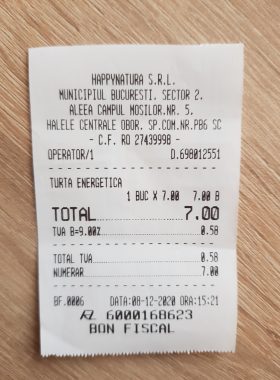 HAPPYNATURA S.R.L.
MUNICIPIUL BUCURESTI. SECTOR 2.
ALEEA CAMPUL MOSILOR.NR. 5.
HALELE CENTRALE OBOR. SP.COM.NR.PB6 SC
- C.F. RO 27439998 -
OPERATOR/1 D.698012551
TURTA ENERGETICA
1 BUC X 7.00 7.00 B
TOTAL 7.00
TVA B=9.00% 0.58
TOTAL TVA 0.58
NUMERAR 7.00
BF.0006 DATA:08-12-2020 ORA:15:21
6000168623
BON FISCAL